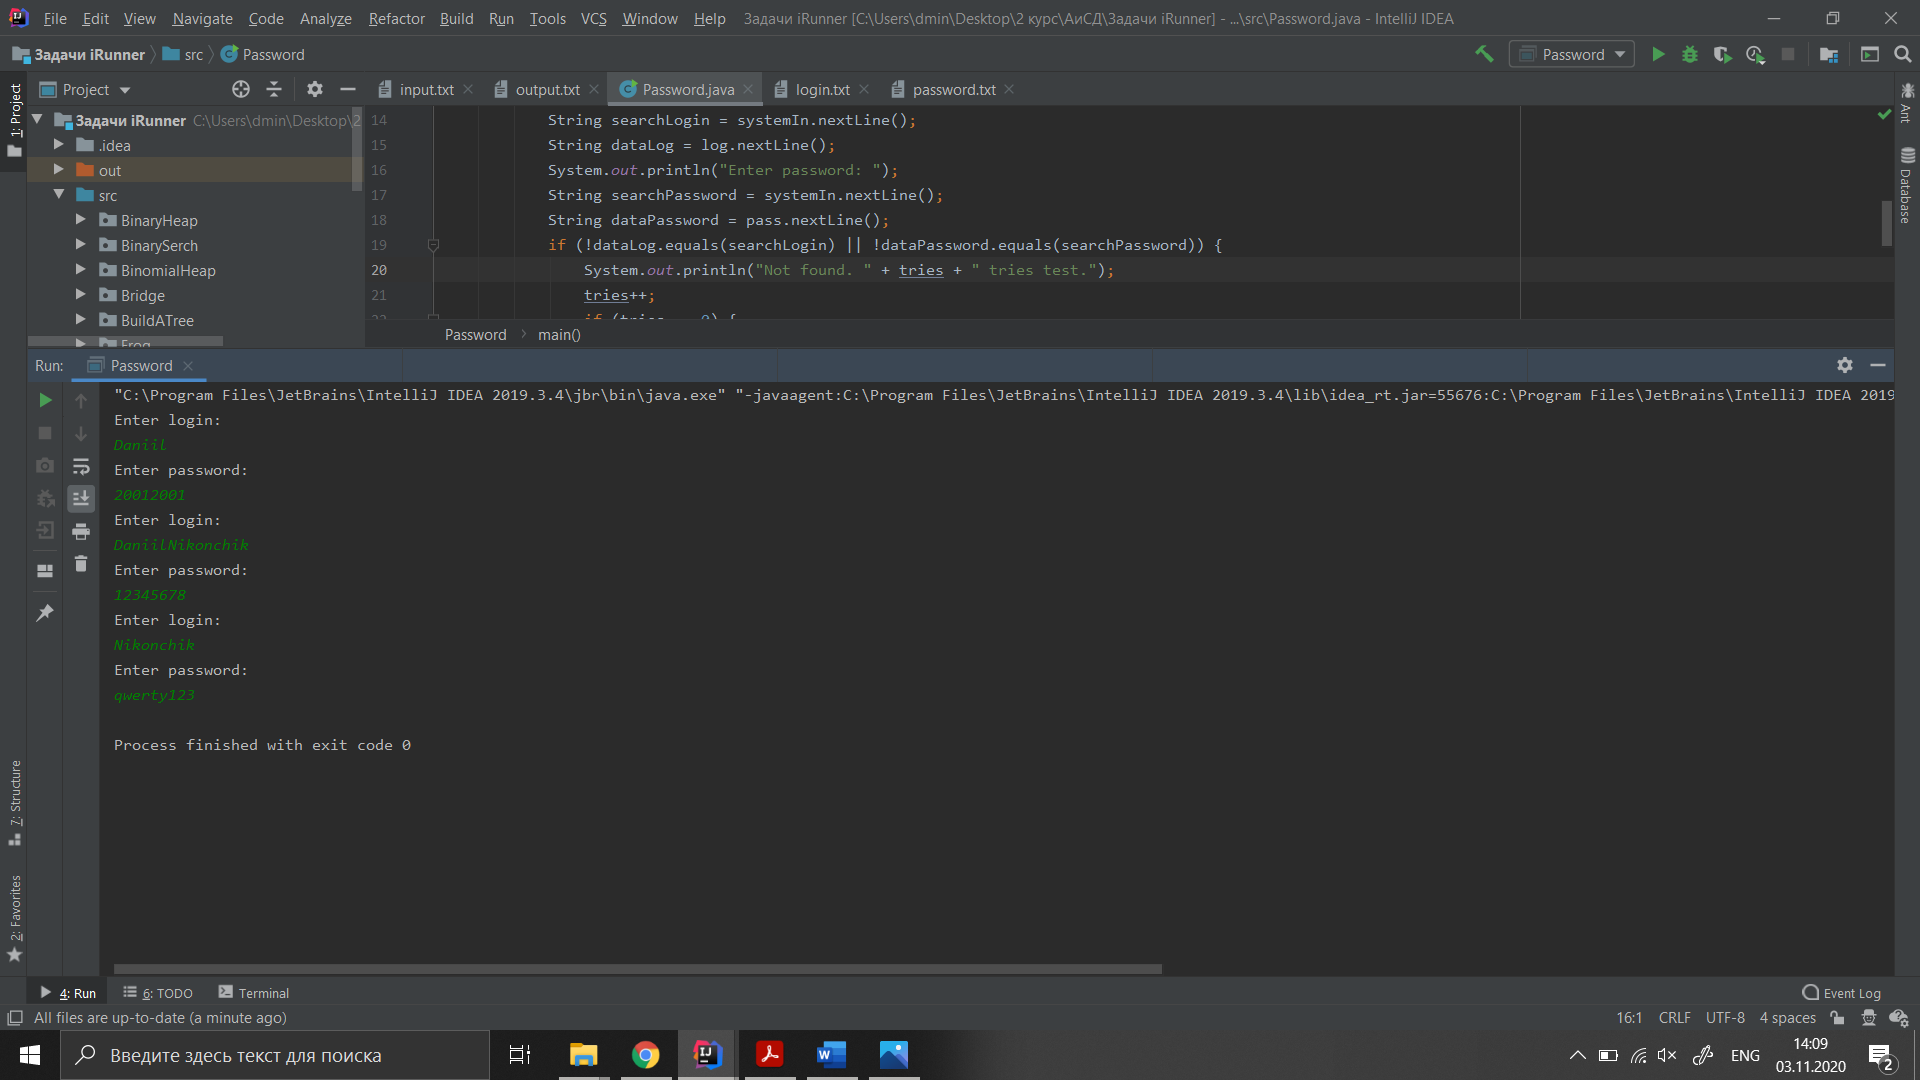 File Edit View Navigate Code Analyze Refactor Build Run Tools VCS Window Help Задачи iRunner [C:\Users\dmin\Desktop\2 курс\АиСД\Задачи iRunner] - ...\src\Password.java - IntelliJ IDEA
Задачи iRunner src Password Password
1: Project
Project input.txt output.txt Password.java login.txt password.txt
Ant
Database
Задачи iRunner C:\Users\dmin\Desktop\2
.idea
out
src
BinaryHeap
BinarySerch
BinomialHeap
Bridge
BuildATree
Frog
14 String searchLogin = systemIn.nextLine();
15 String dataLog = log.nextLine();
16 System.out.println("Enter password: ");
17 String searchPassword = systemIn.nextLine();
18 String dataPassword = pass.nextLine();
19 if (!dataLog.equals(searchLogin) || !dataPassword.equals(searchPassword)) {
20 System.out.println("Not found. " + tries + " tries test.");
21 tries++;
Password main()
Run: Password
"C:\Program Files\JetBrains\IntelliJ IDEA 2019.3.4\jbr\bin\java.exe" "-javaagent:C:\Program Files\JetBrains\IntelliJ IDEA 2019.3.4\lib\idea_rt.jar=55676:C:\Program Files\JetBrains\IntelliJ IDEA 2019
Enter login:
Daniil
Enter password:
20012001
Enter login:
DaniilNikonchik
Enter password:
12345678
Enter login:
Nikonchik
Enter password:
qwerty123
Process finished with exit code 0
7: Structure
2: Favorites
4: Run 6: TODO Terminal Event Log
All files are up-to-date (a minute ago) 16:1 CRLF UTF-8 4 spaces
Введите здесь текст для поиска ENG 14:09
03.11.2020 2